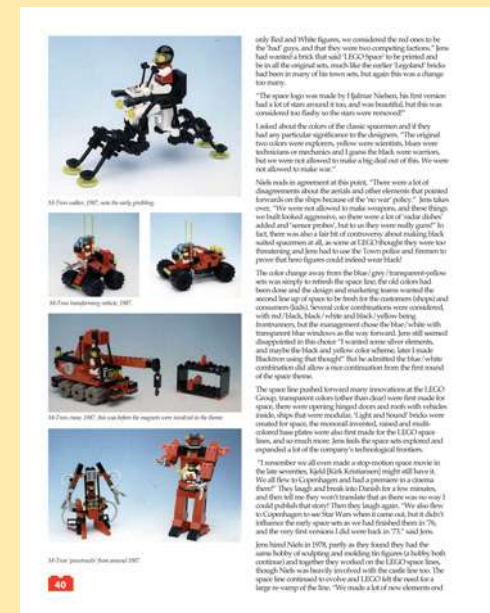 only Red and White figures, we considered the red ones to be
the 'bad' guys, and that they were two competing factions." Jens
had wanted a brick that said 'LEGO Space' to be printed and
be in all the original sets, much like the earlier 'Legoland' bricks
had been in many of his town sets, but again this was a change
too many.
"The space logo was made by Hjalmar Nielsen, his first version
had a lot of stars around it too, and was beautiful, but this was
considered too flashy so the stars were removed!"
I asked about the colors of the classic spacemen and if they
had any particular significance to the designers. "The original
two colors were explorers, yellow were scientists, blues were
technicians or mechanics and I guess the black were warriors,
but we were not allowed to make a big deal out of this. We were
not allowed to make war."
Niels nods in agreement at this point, "There were a lot of
disagreements about the aerials and other elements that pointed
forwards on the ships because of the 'no war' policy." Jens takes
over, "We were not allowed to make weapons, and these things
we built looked aggressive, so there were a lot of 'radar dishes'
added and 'sensor probes', but to us they were really guns!" In
fact, there was also a fair bit of controversy about making black
suited spacemen at all, as some at LEGO thought they were too
threatening and Jens had to use the Town police and firemen to
prove that hero figures could indeed wear black!
The color change away from the blue/grey/transparent-yellow
sets was simply to refresh the space line, the old colors had
been done and the design and marketing teams wanted the
second line up of space to be fresh for the customers (shops) and
consumers (kids). Several color combinations were considered,
with red/black, black/white and black/yellow being
frontrunners, but the management chose the blue/white with
transparent blue windows as the way forward. Jens still seemed
disappointed in this choice "I wanted some silver elements,
and maybe the black and yellow color scheme, later I made
Blacktron using that though!" But he admitted the blue/white
combination did allow a nice continuation from the first round
of the space theme.
The space line pushed forward many innovations at the LEGO
Group, transparent colors (other than clear) were first made for
space, there were opening hinged doors and roofs with vehicles
inside, ships that were modular, 'Light and Sound' bricks were
created for space, the monorail invented, raised and multi-
colored base plates were also first made for the LEGO space
lines, and so much more. Jens feels the space sets explored and
expanded a lot of the company's technological frontiers.
"I remember we all even made a stop-motion space movie in
the late seventies, Kjeld [Kirk Kristiansen] might still have it.
We all flew to Copenhagen and had a premiere in a cinema
there!" They laugh and break into Danish for a few minutes,
and then tell me they won't translate that as there was no way I
could publish that story! Then they laugh again. "We also flew
to Copenhagen to see Star Wars when it came out, but it didn't
influence the early space sets as we had finished them in '76,
and the very first versions I did were back in '73." said Jens.
Jens hired Niels in 1978, partly as they found they had the
same hobby of sculpting and molding tin figures (a hobby both
continue) and together they worked on the LEGO space lines,
though Niels was heavily involved with the castle line too. The
space line continued to evolve and LEGO felt the need for a
large re-vamp of the line. "We made a lot of new elements and
M-Tron walker, 1987, note the early
M-Tron transforming vehicle, 1987.
M-Tron crane, 1987, this was before the magnets were involved in the theme
M-Tron from around 1987.
40